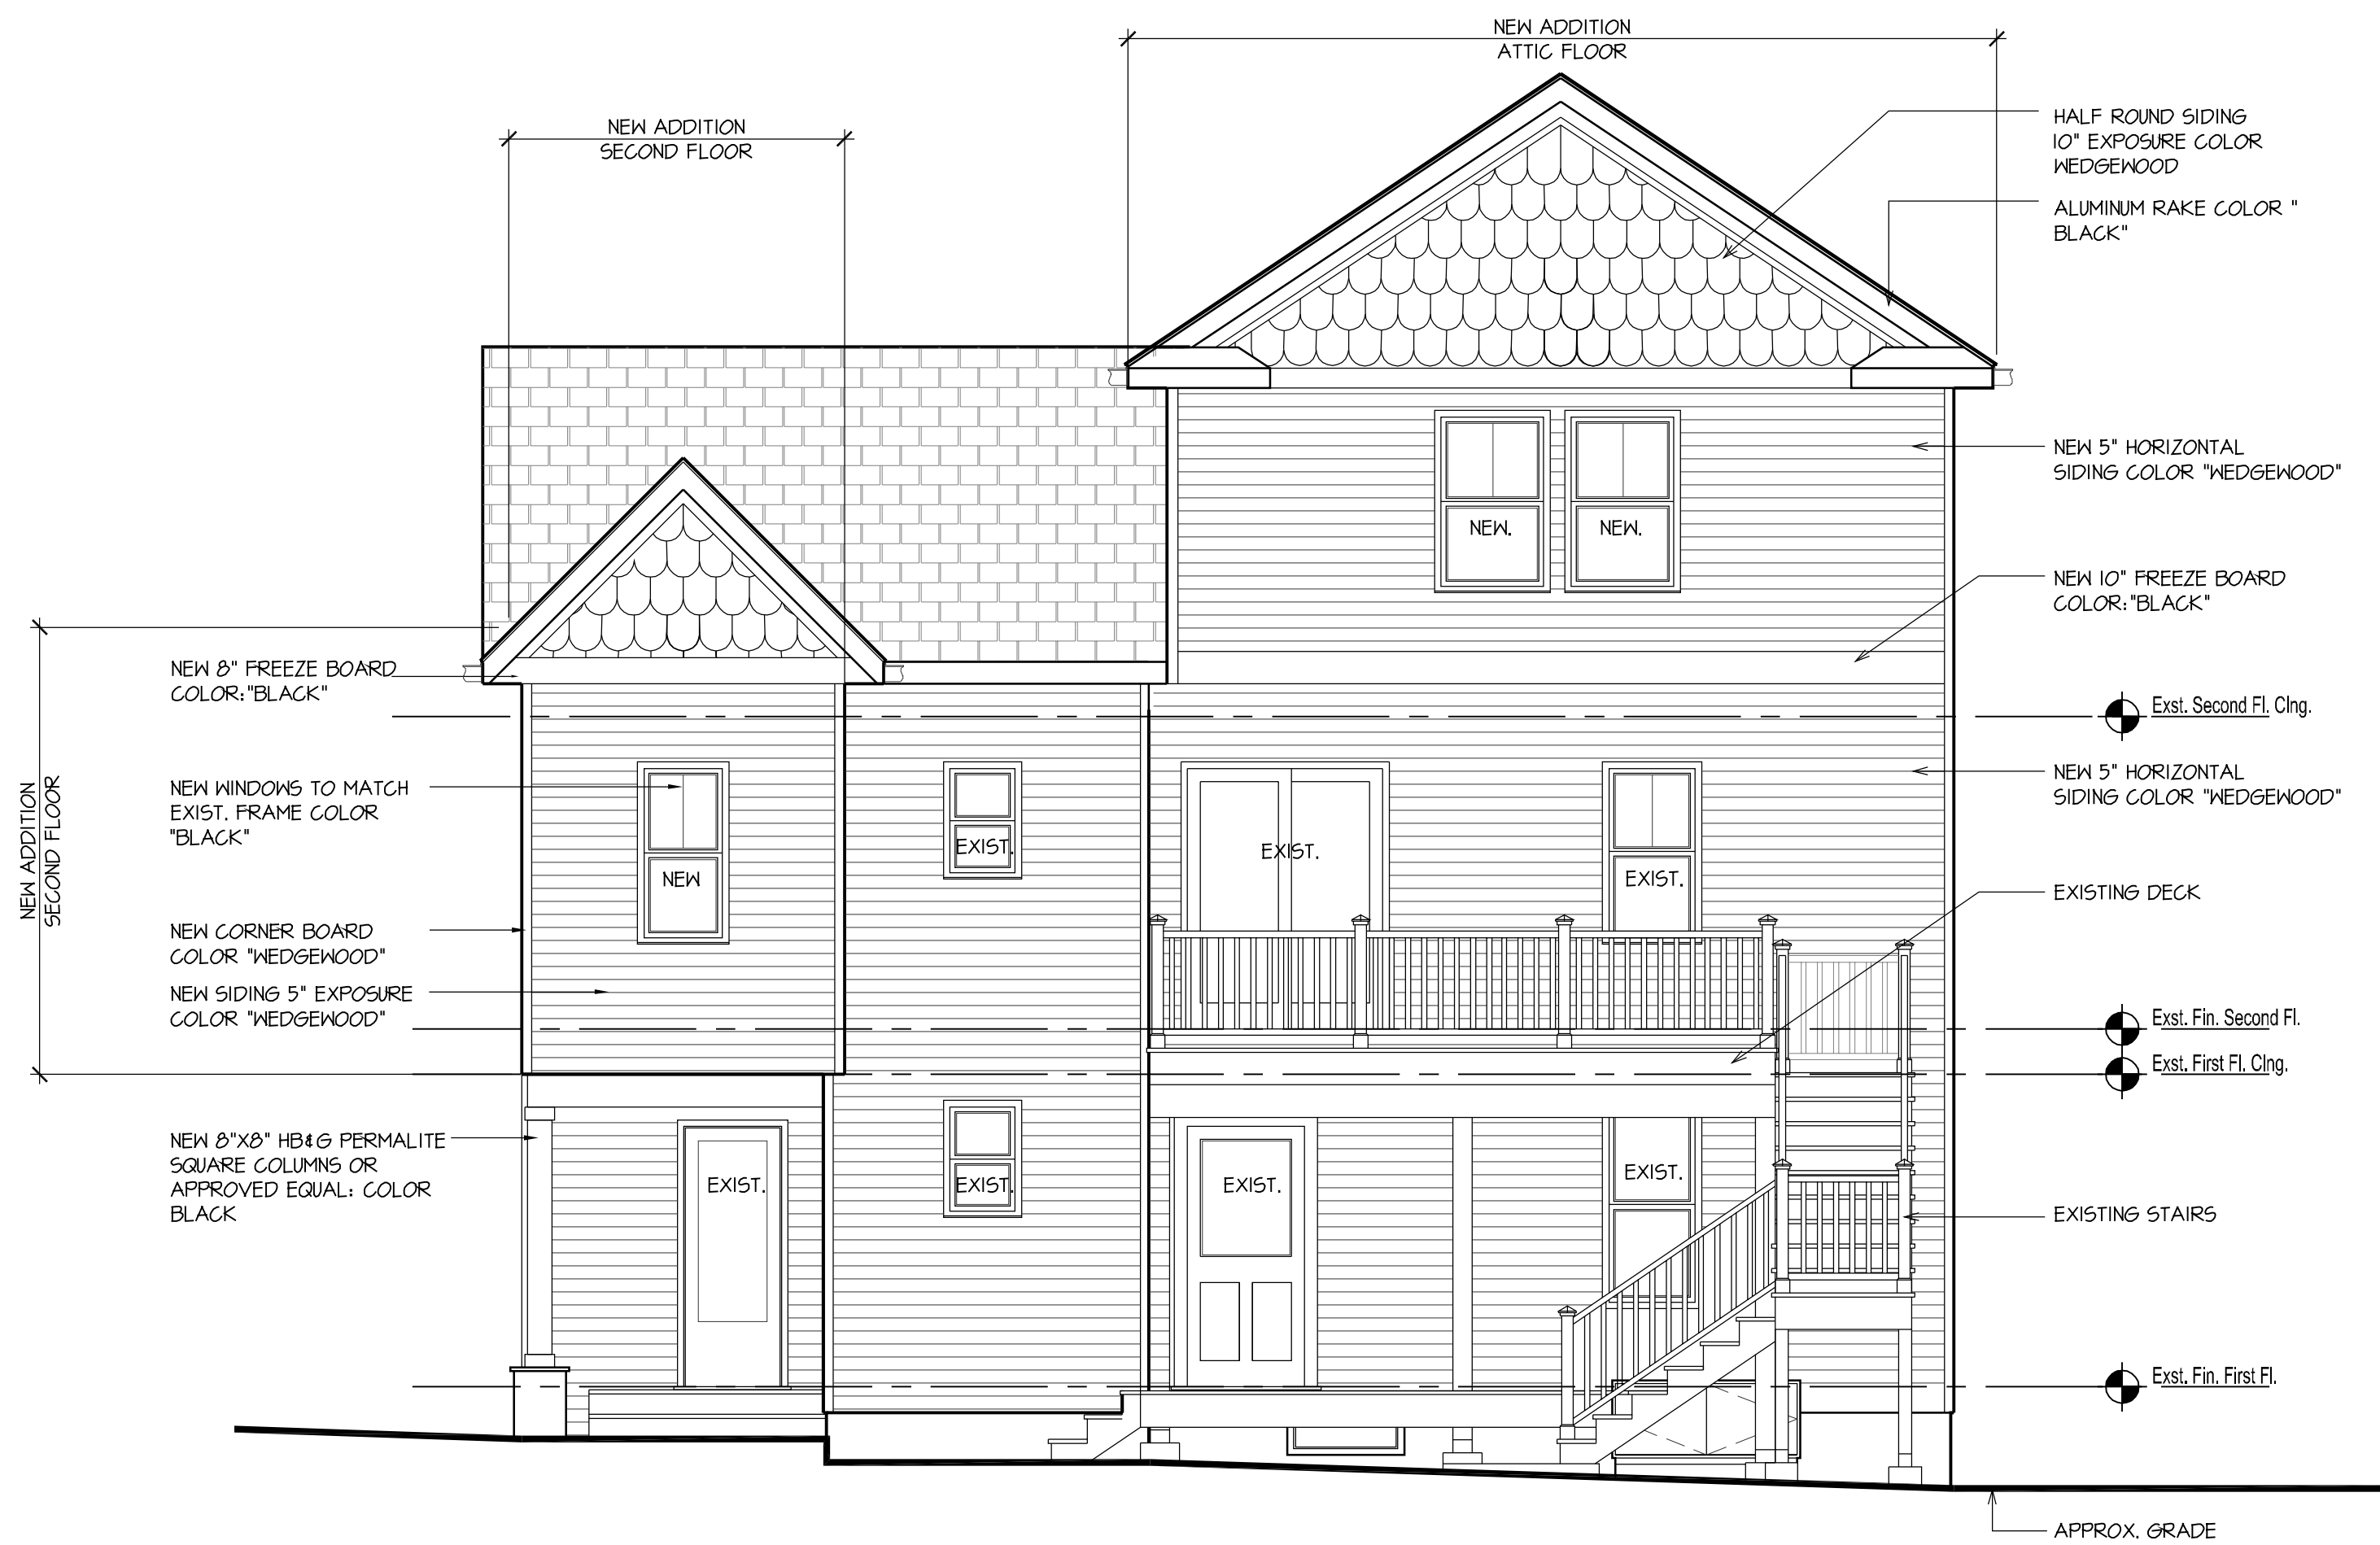 NEW ADDITION
ATTIC FLOOR
NEW ADDITION
SECOND FLOOR
HALF ROUND SIDING
10" EXPOSURE COLOR
WEDGEWOOD
ALUMINUM RAKE COLOR "
BLACK"
NEW 5" HORIZONTAL
SIDING COLOR "WEDGEWOOD"
NEW.
NEW.
NEW 10" FREEZE BOARD
COLOR:"BLACK"
NEW 8" FREEZE BOARD
COLOR:"BLACK"
Exst. Second Fl. Clng.
NEW ADDITION
SECOND FLOOR
NEW WINDOWS TO MATCH
EXIST. FRAME COLOR
"BLACK"
NEW 5" HORIZONTAL
SIDING COLOR "WEDGEWOOD"
NEW
EXIST.
EXIST.
EXIST.
EXISTING DECK
NEW CORNER BOARD
COLOR "WEDGEWOOD"
NEW SIDING 5" EXPOSURE
COLOR "WEDGEWOOD"
Exst. Fin. Second Fl.
Exst. First Fl. Clng.
NEW 8"X8" HB&G PERMALITE
SQUARE COLUMNS OR
APPROVED EQUAL: COLOR
BLACK
EXIST.
EXIST.
EXIST.
EXIST.
EXISTING STAIRS
Exst. Fin. First Fl.
APPROX. GRADE